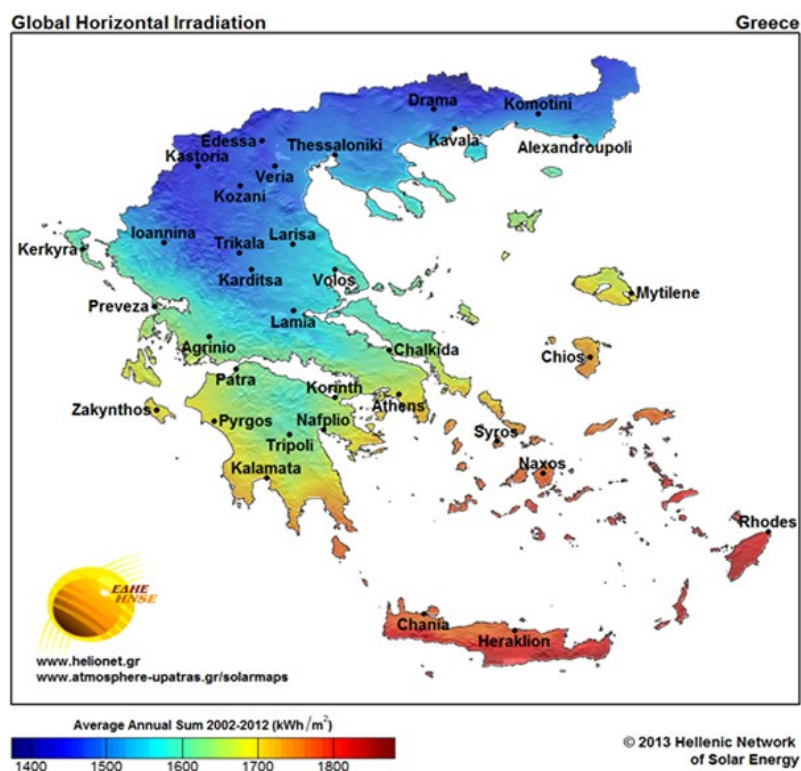 Global Horizontal Irradiation
Greece
Drama
Komotini
Kavala
Alexandroupoli
Edessa
Thessaloniki
Kastoria
Veria
Kozani
Ioannina
Larisa
Kerkyra
Trikala
Karditsa
Volos
Mytilene
Preveza
Lamia
Agrinio
Chalkida
Chios
Patra
Korinth
Athens
Zakynthos
Pyrgos
Nafplio
Syros
Tripoli
Kalamata
Naxos
Rhodes
Chania
Heraklion
ΕΔΗΕ
HNSE
www.helionet.gr
www.atmosphere-upatras.gr/solarmaps
Average Annual Sum 2002-2012 (kWh/m²)
1400 1500 1600 1700 1800
© 2013 Hellenic Network
of Solar Energy